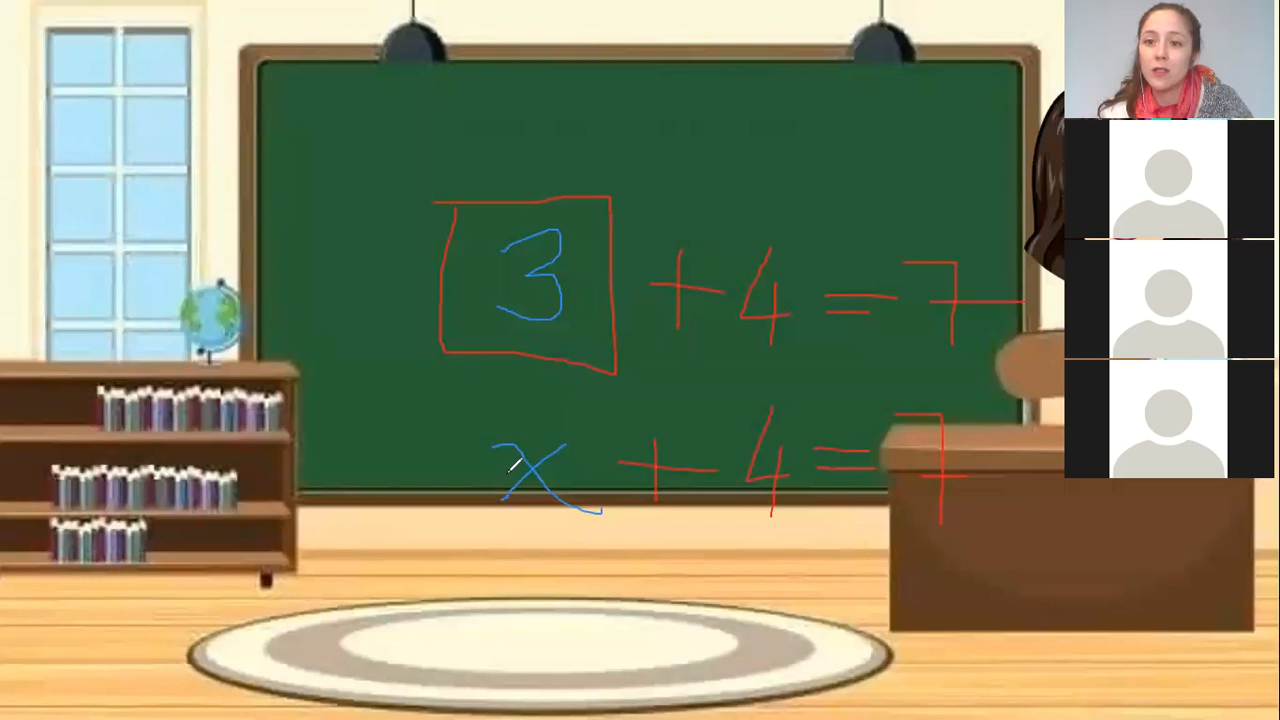 3 + 4 = 7
x + 4 = 7